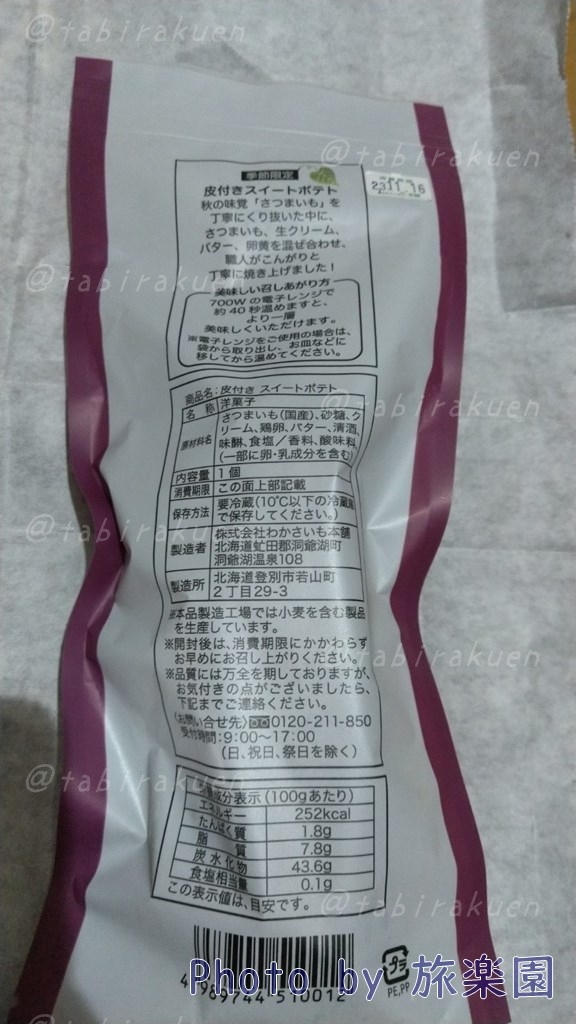 @tabirakuen
@tabirakuen
季節限定
23.11.16
皮付きスイートポテト
秋の味覚「さつまいも」を
丁寧にくり抜いた中に、
さつまいも、生クリーム、
バター、卵黄を混ぜ合わせ、
職人がこんがりと
丁寧に焼き上げました!
美味しい召しあがり方
700Wの電子レンジで
約40秒温めますと、
より一層
美味しくいただけます。
※電子レンジをご使用の場合は、
袋から取り出し、お皿などに
移してから温めてください。
@tabirakuen
商品名:皮付き スイートポテト
名称 洋菓子
原材料名 さつまいも(国産)、砂糖、ク
リーム、鶏卵、バター、清酒、
味醂、食塩/香料、酸味料、
(一部に卵・乳成分を含む)
@tabirakuen
内容量 1個
消費期限 この面上部記載
保存方法 要冷蔵(10℃以下の冷蔵庫
で保存してください。)
@tabirakuen
製造者 株式会社わかさいも本舗
北海道虻田郡洞爺湖町
洞爺湖温泉108
製造所 北海道登別市若山町
2丁目29-3
※本品製造工場では小麦を含む製品
を生産しています。
※開封後は、消費期限にかかわらず
お早めにお召し上がりください。
@tabirakuen
※品質には万全を期しておりますが、
お気付きの点がございましたら、
下記までご連絡ください。
〈お問い合せ先〉0120-211-850
受付時間:9:00〜17:00
(日、祝日、祭日を除く)
@tabirakuen
成分表示(100gあたり)
エネルギー 252kcal
たんぱく質 1.8g
脂質 7.8g
炭水化物 43.6g
食塩相当量 0.1g
この表示値は、目安です。
@tabirakuen
4 969744 510012
プラ
PE,PP
Photo by 旅楽園